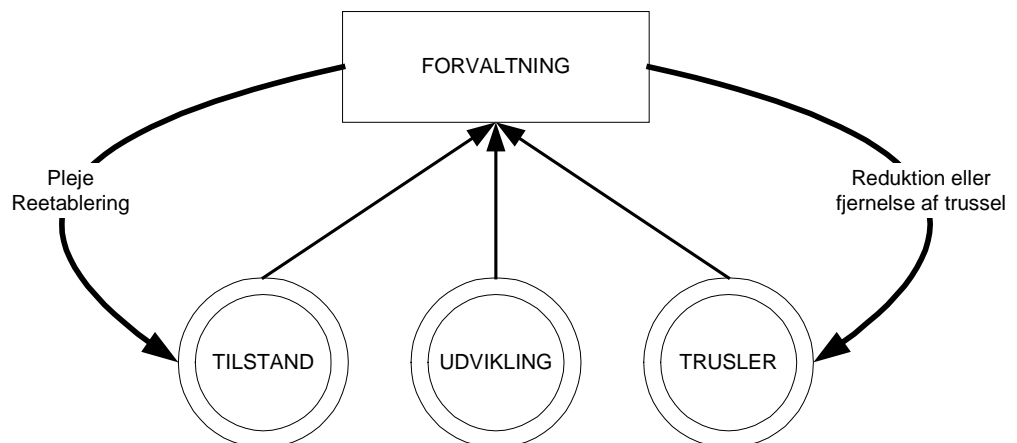 FORVALTNING
Pleje
Reetablering
Reduktion eller
fjernelse af trussel
TILSTAND
UDVIKLING
TRUSLER